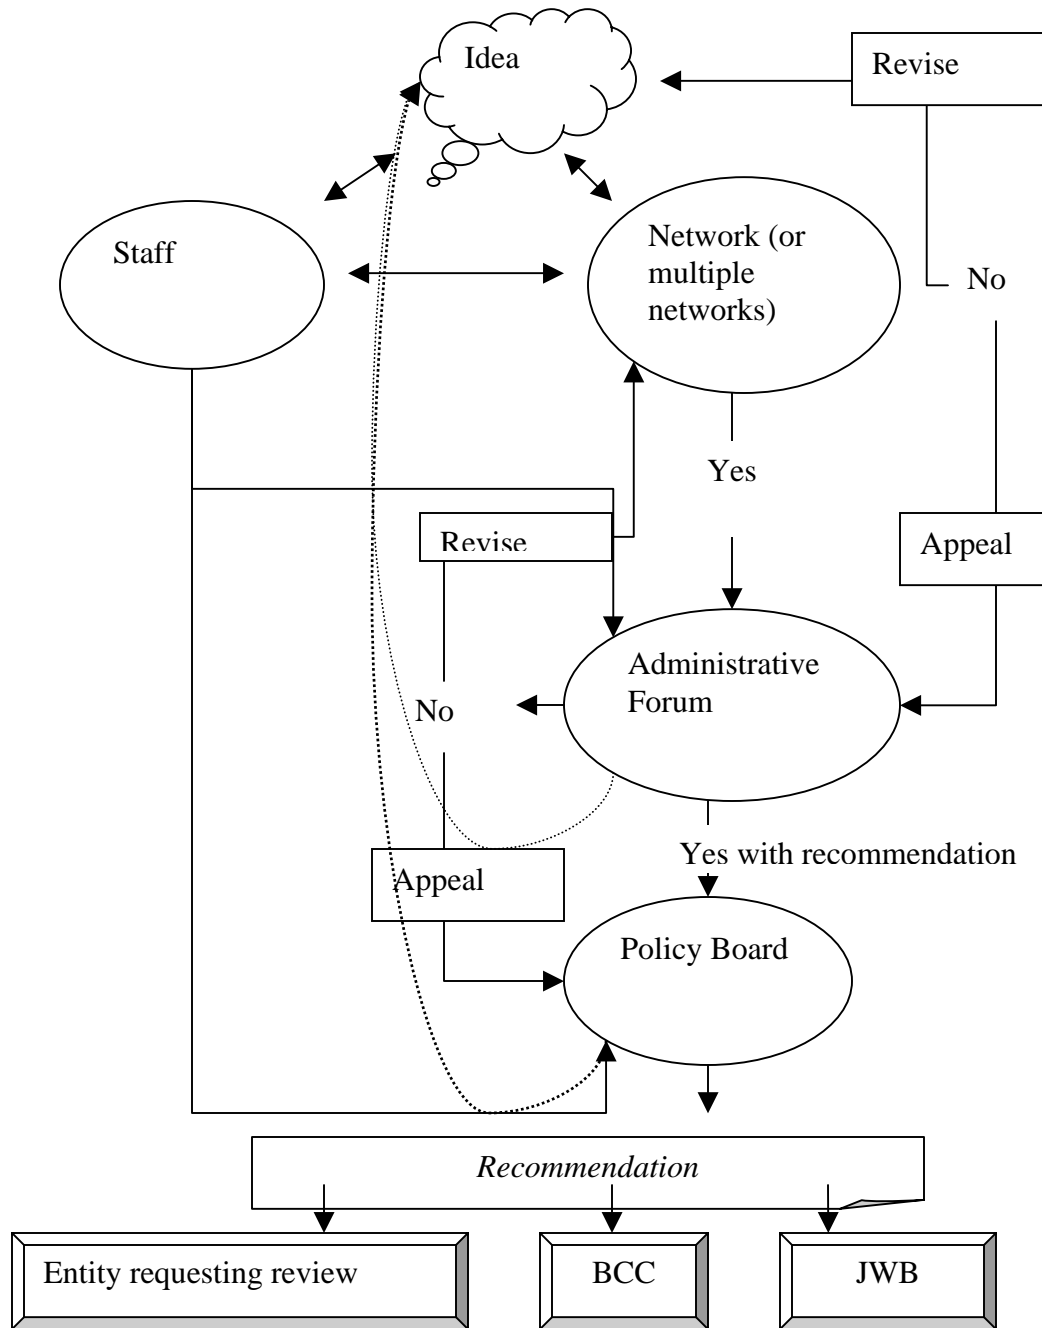 Idea
Revise
Staff
Network (or
multiple
networks)
No
Yes
Revise
Appeal
Administrative
Forum
No
Yes with recommendation
Appeal
Policy Board
Recommendation
Entity requesting review
BCC
JWB